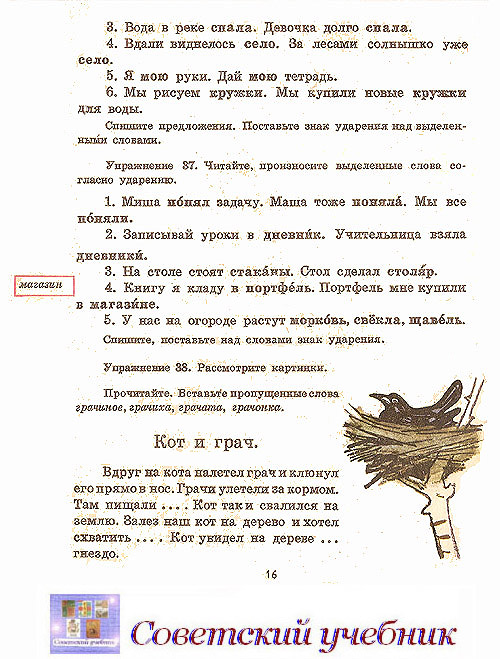 3. Вода в реке спала. Девочка долго спала.
4. Вдали виднелось село. За лесами солнышко уже
село.
5. Я мою руки. Дай мою тетрадь.
6. Мы рисуем кружки. Мы купили новые кружки
для воды.
Спишите предложения. Поставьте знак ударения над выделен-
ными словами.
Упражнение 37. Читайте, произносите выделенные слова со-
гласно ударению.
1. Миша по́нял задачу. Маша тоже поняла́. Мы все
по́няли.
2. Записывай уроки в дневни́к. Учительница взяла
дневники́.
3. На столе стоят стака́ны. Стол сделал столя́р.
магазин
4. Книгу я кладу в портфе́ль. Портфель мне купили
в магази́не.
5. У нас на огороде растут морко́вь, свёкла, щаве́ль.
Спишите, поставьте над словами знак ударения.
Упражнение 38. Рассмотрите картинки.
Прочитайте. Вставьте пропущенные слова
грачиное, грачиха, грачата, грачонка.
Кот и грач.
Вдруг на кота налетел грач и клюнул
его прямо в нос. Грачи улетели за кормом.
Там пищали .... Кот так и свалился на
землю. Залез наш кот на дерево и хотел
схватить .... Кот увидел на дереве ...
гнездо.
16
Советский учебник
Советский учебник